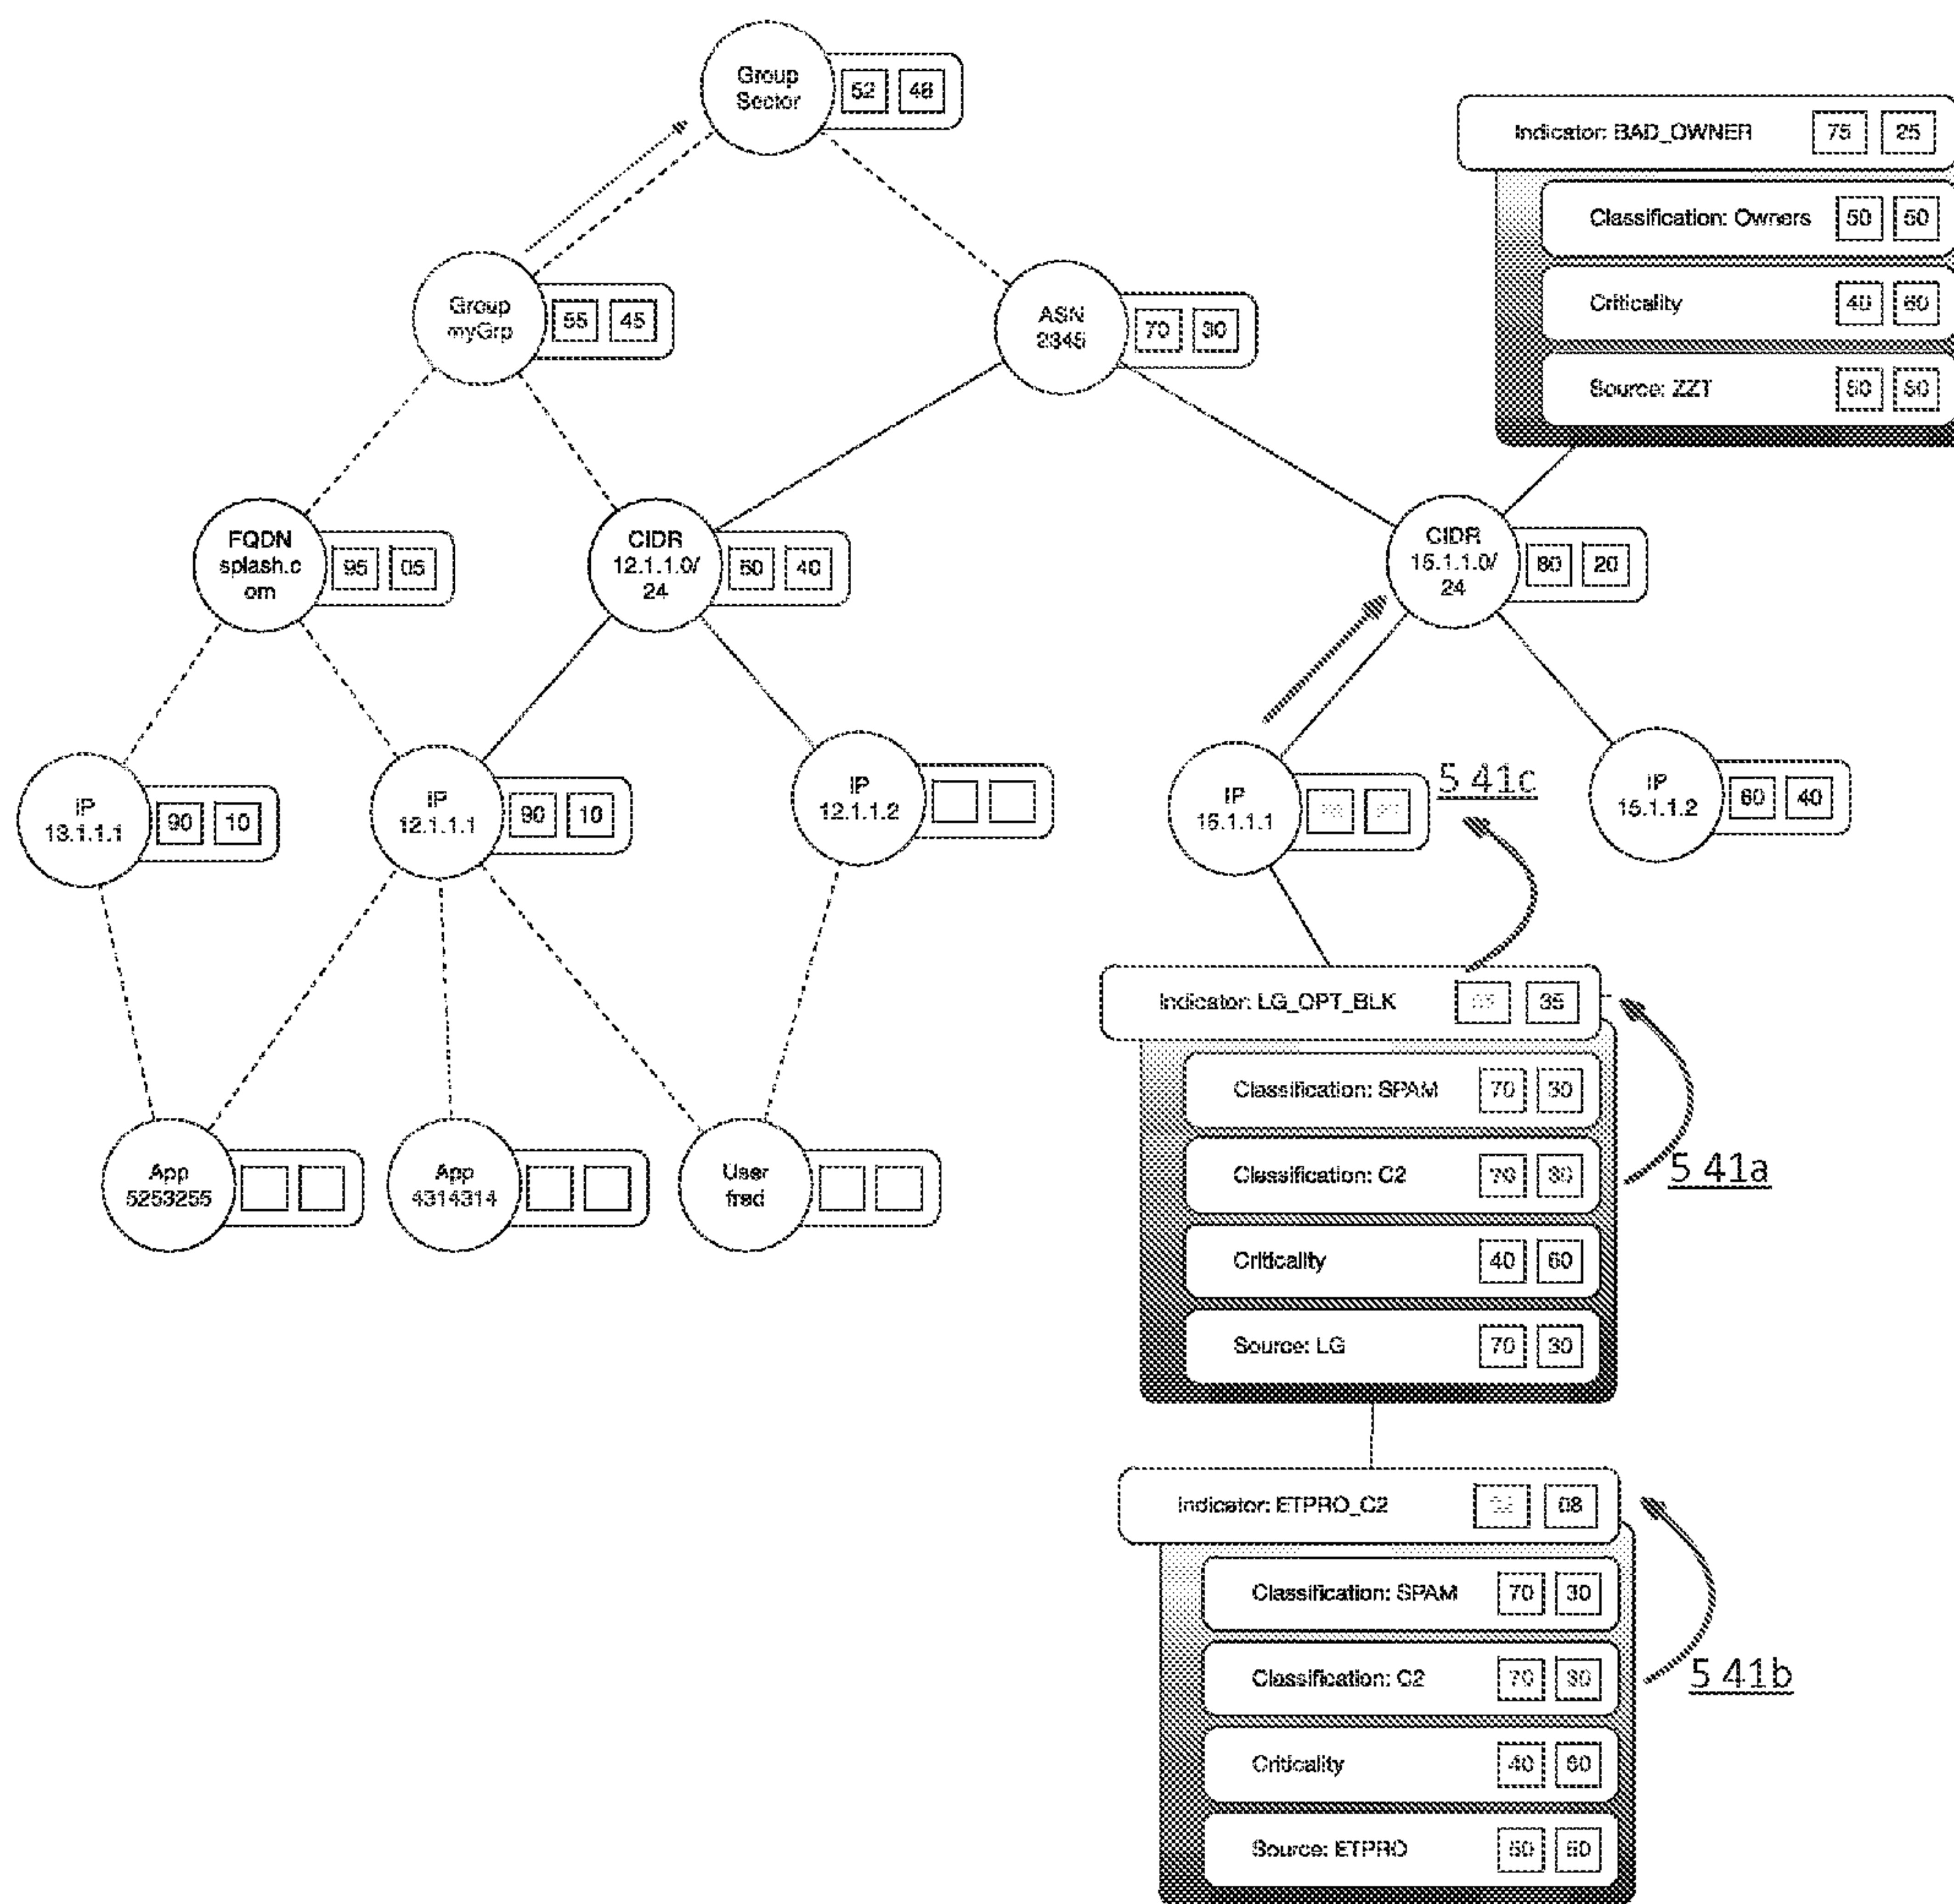 Group
Sector
52 48
Indicator: BAD_OWNER 75 25
Classification: Owners 50 50
Criticality 40 60
Source: ZZT 50 50
Group
myGrp
55 45
ASN
2345
70 30
FQDN
splash.c
om
95 05
CIDR
12.1.1.0/
24
60 40
CIDR
15.1.1.0/
24
80 20
IP
13.1.1.1
90 10
IP
12.1.1.1
90 10
IP
12.1.1.2
IP
15.1.1.1
5 41c
IP
15.1.1.2
60 40
Indicator: LG_OPT_BLK 35
Classification: SPAM 70 30
Classification: C2 70 30
5 41a
Criticality 40 60
Source: LG 70 30
App
5253255
App
4314314
User
fred
Indicator: ETPRO_C2 08
Classification: SPAM 70 30
Classification: C2 70 30
5 41b
Criticality 40 60
Source: ETPRO 50 50